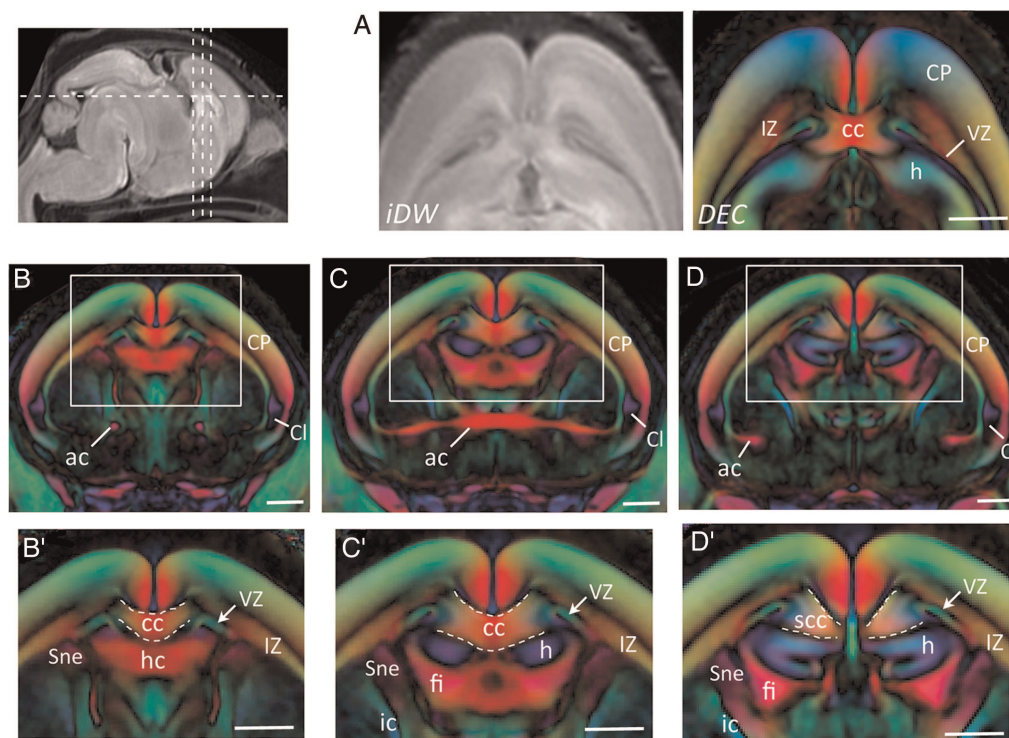 A
iDW
DEC
CP
IZ
cc
VZ
h
B
CP
Cl
ac
C
CP
Cl
ac
D
CP
ac
B'
VZ
cc
IZ
Sne
hc
C'
VZ
cc
IZ
h
Sne
fi
ic
D'
VZ
scc
IZ
h
Sne
fi
ic